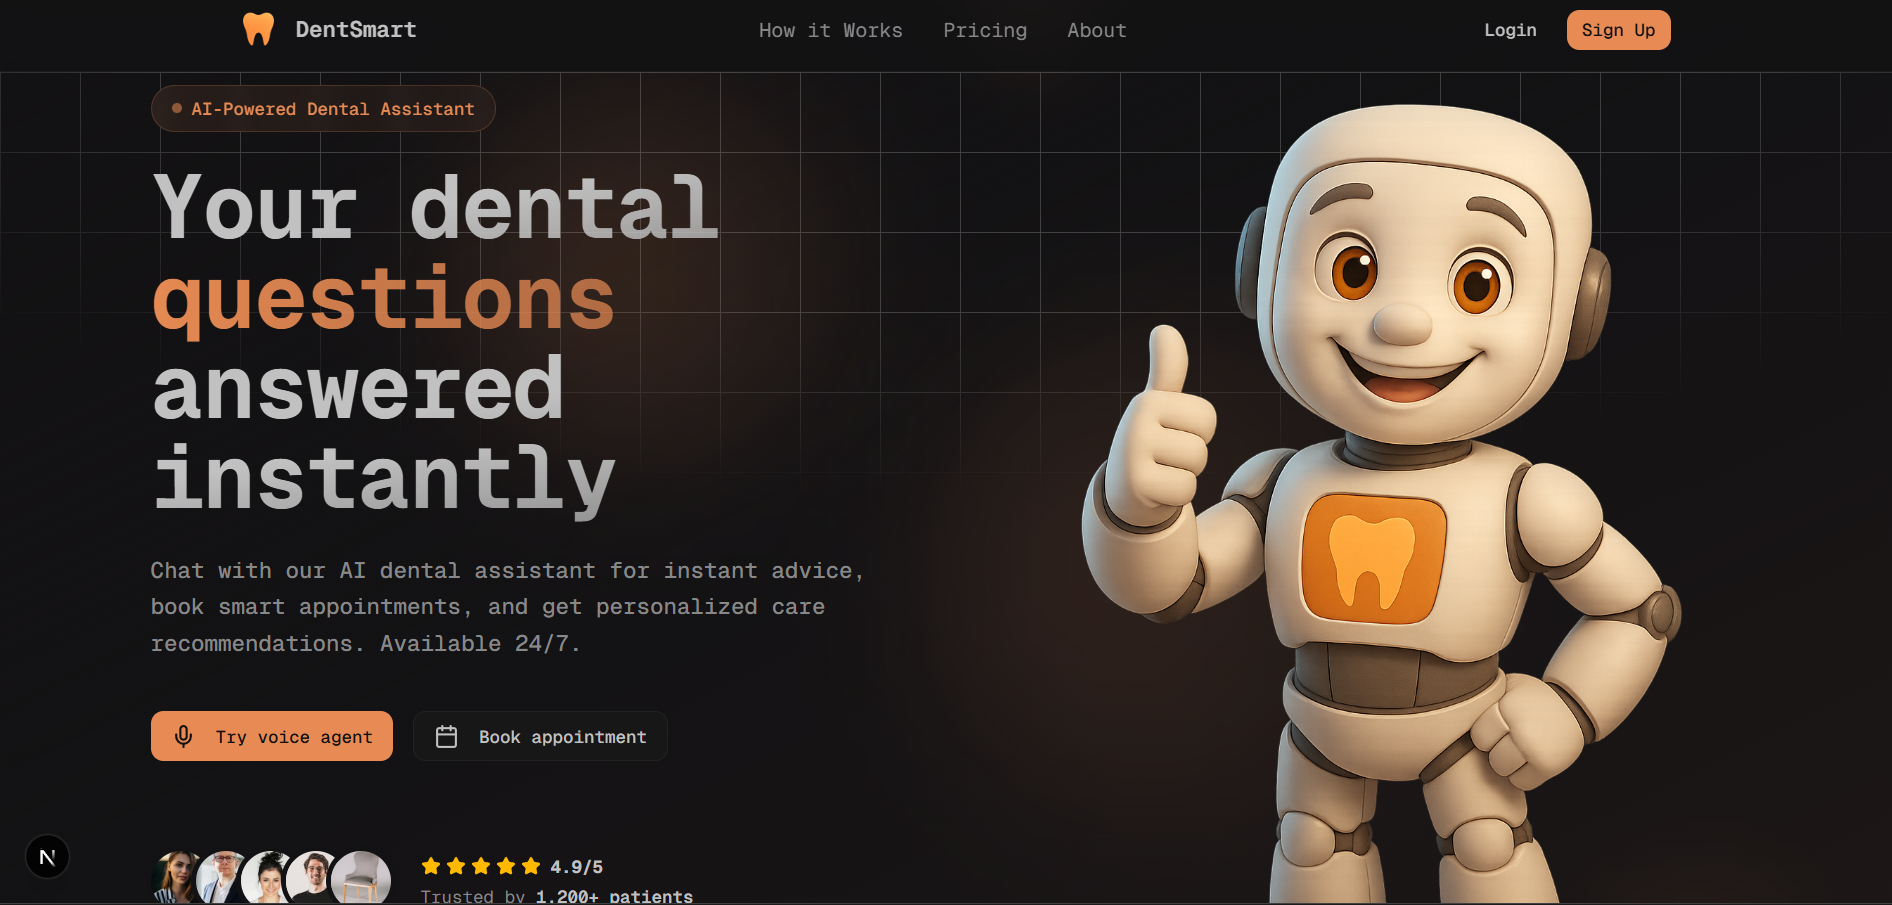 DentSmart
How it Works
Pricing
About
Login
Sign Up
AI-Powered Dental Assistant
Your dental
questions
answered
instantly
Chat with our AI dental assistant for instant advice,
book smart appointments, and get personalized care
recommendations. Available 24/7.
Try voice agent
Book appointment
N
4.9/5
Trusted by 1,200+ patients